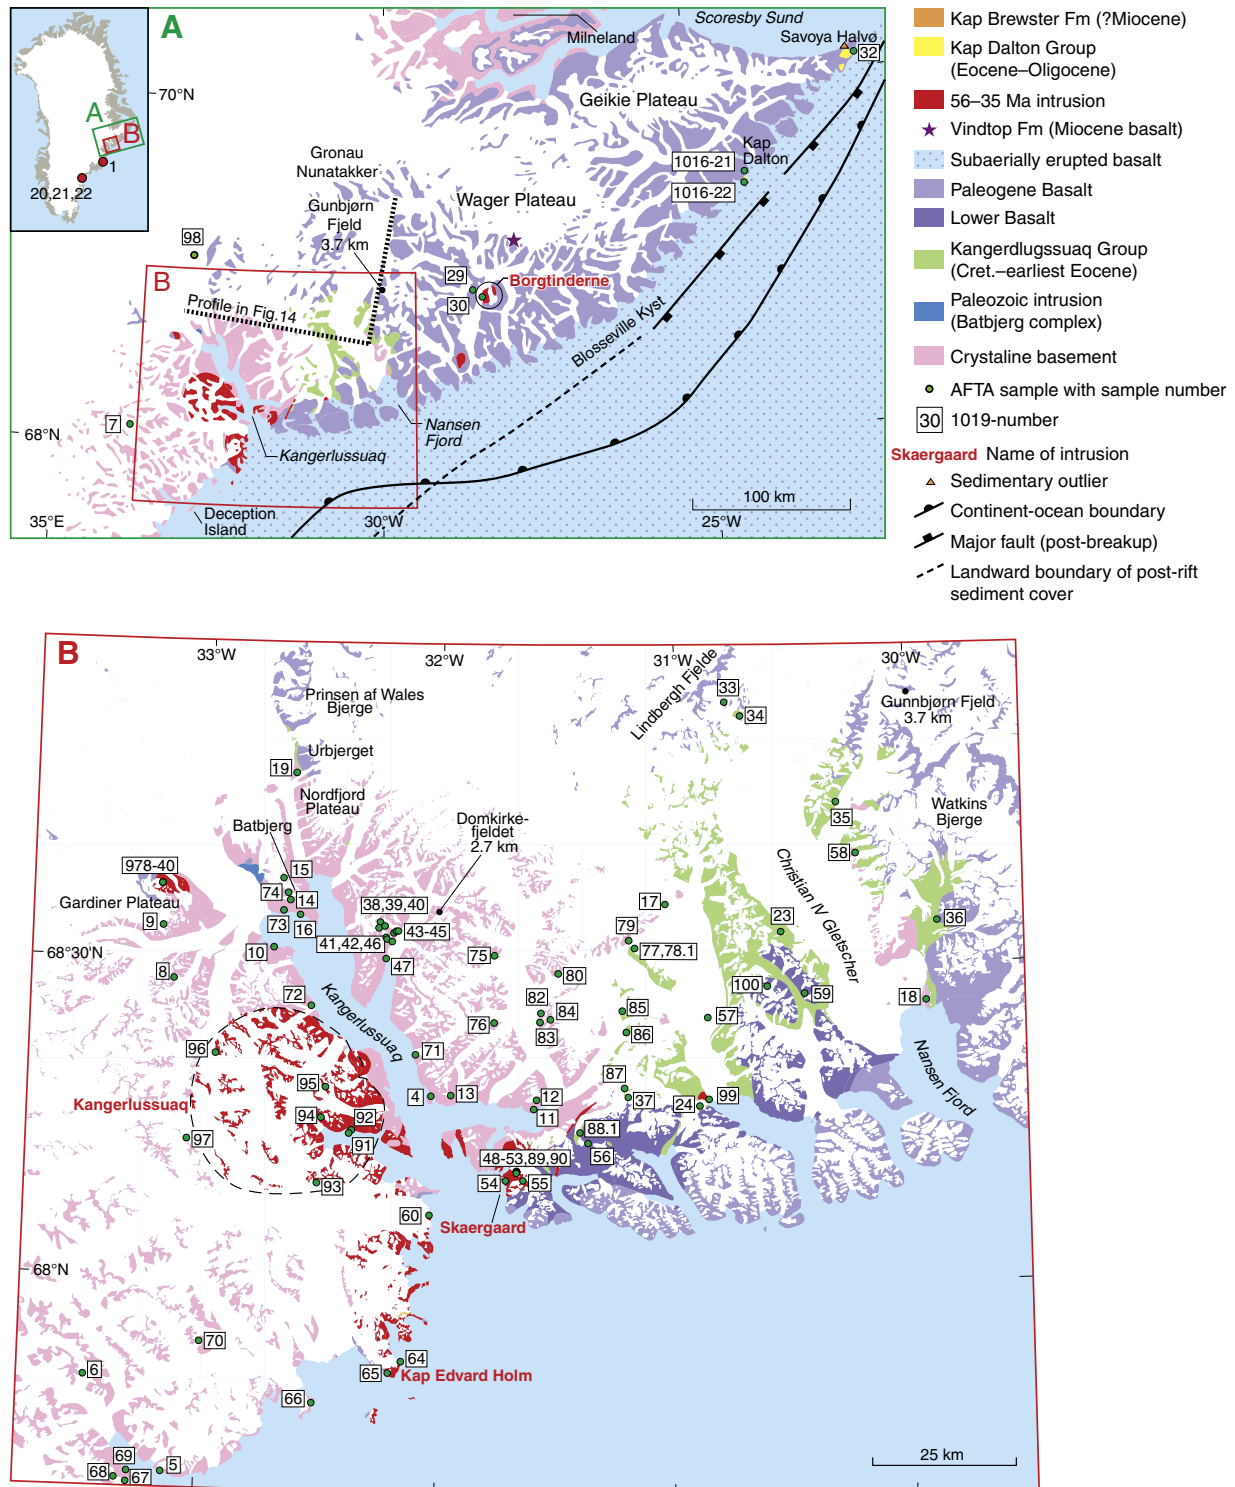 A
B
1
20,21,22
A
70°N
68°N
35°E
30°W
25°W
Scoresby Sund
Milneland
Savoya Halvø
32
Geikie Plateau
Kap
Dalton
1016-21
1016-22
Gronau
Nunatakker
Gunbjørn
Fjeld
3.7 km
Wager Plateau
98
B
29
30
Borgtinderne
Profile in Fig.14
Blosseville Kyst
7
Nansen
Fjord
Kangerlussuaq
Deception
Island
100 km
Kap Brewster Fm (?Miocene)
Kap Dalton Group
(Eocene–Oligocene)
56–35 Ma intrusion
Vindtop Fm (Miocene basalt)
Subaerially erupted basalt
Paleogene Basalt
Lower Basalt
Kangerdlugssuaq Group
(Cret.–earliest Eocene)
Paleozoic intrusion
(Batbjerg complex)
Crystaline basement
AFTA sample with sample number
30 1019-number
Skaergaard Name of intrusion
Sedimentary outlier
Continent-ocean boundary
Major fault (post-breakup)
Landward boundary of post-rift
sediment cover
B
33°W
32°W
31°W
30°W
68°30'N
68°N
Prinsen af Wales
Bjerge
Urbjerget
19
Nordfjord
Plateau
Batbjerg
Domkirke-
fjeldet
2.7 km
Lindbergh Fjelde
33
34
Gunnbjørn Fjeld
3.7 km
Watkins
Bjerge
35
58
Christian IV Gletscher
978-40
Gardiner Plateau
9
15
74
14
73
16
10
8
38,39,40
43-45
41,42,46
47
17
79
77,78.1
23
36
75
80
100
59
18
72
Kangerlussuaq
82
84
83
76
85
86
57
96
71
Nansen Fjord
95
4
13
12
11
87
37
24
99
Kangerlussuaq
94
92
91
97
88.1
56
48-53,89,90
54
55
93
60
Skaergaard
70
6
64
65
Kap Edvard Holm
66
69
68
67
5
25 km